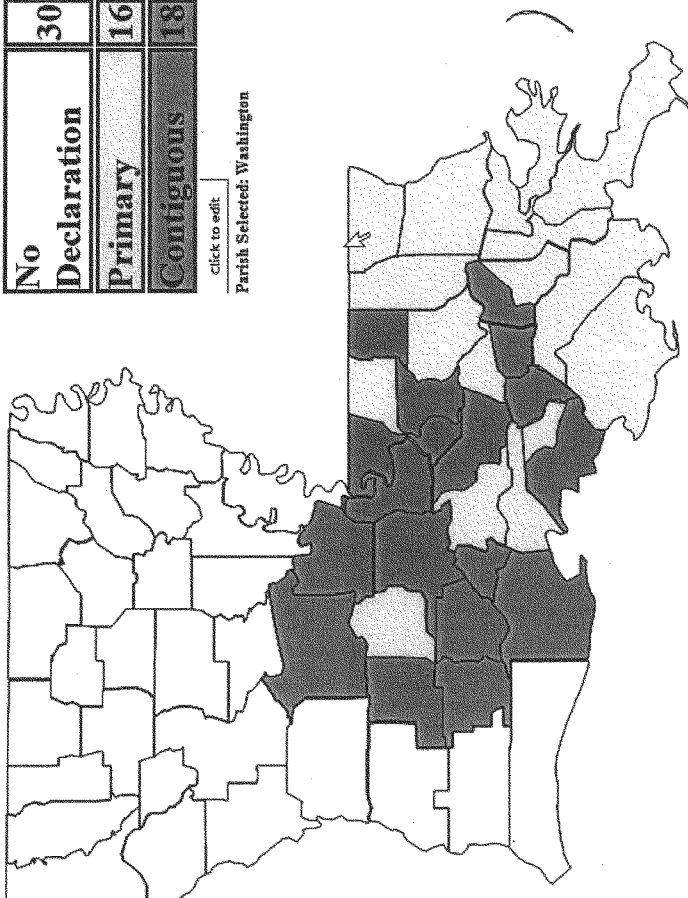 No
Declaration 30
Primary 16
Contiguous 18
Click to edit
Parish Selected: Washington